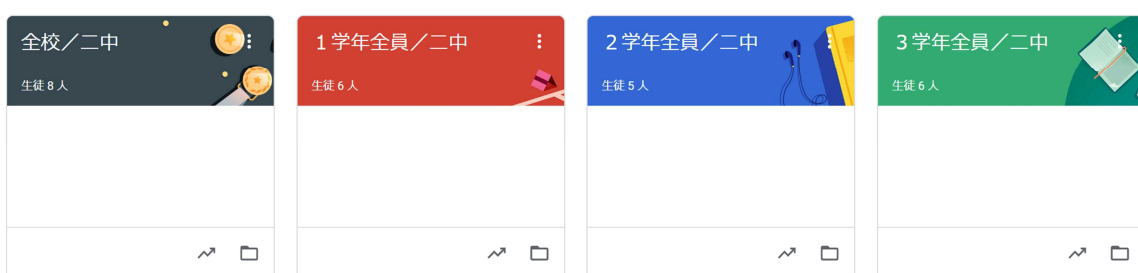 全校／二中
生徒 8 人
１学年全員／二中
生徒 6 人
２学年全員／二中
生徒 5 人
３学年全員／二中
生徒 6 人